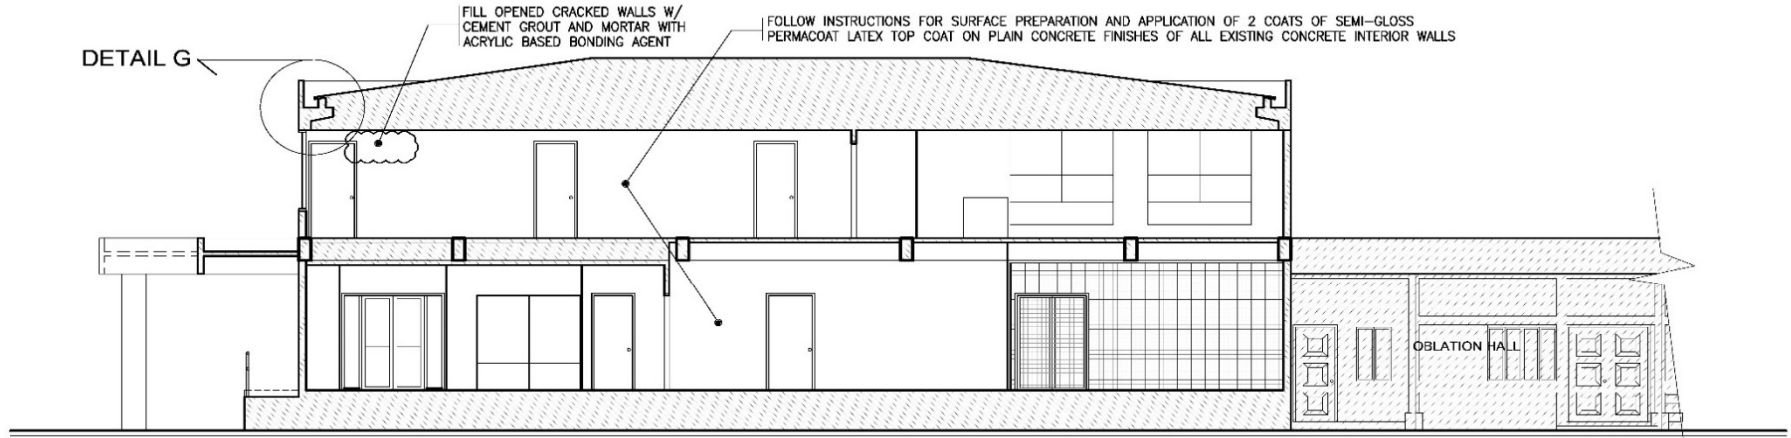 FILL OPENED CRACKED WALLS W/
CEMENT GROUT AND MORTAR WITH
ACRYLIC BASED BONDING AGENT
FOLLOW INSTRUCTIONS FOR SURFACE PREPARATION AND APPLICATION OF 2 COATS OF SEMI-GLOSS
PERMACOAT LATEX TOP COAT ON PLAIN CONCRETE FINISHES OF ALL EXISTING CONCRETE INTERIOR WALLS
DETAIL G
OBLATION HALL